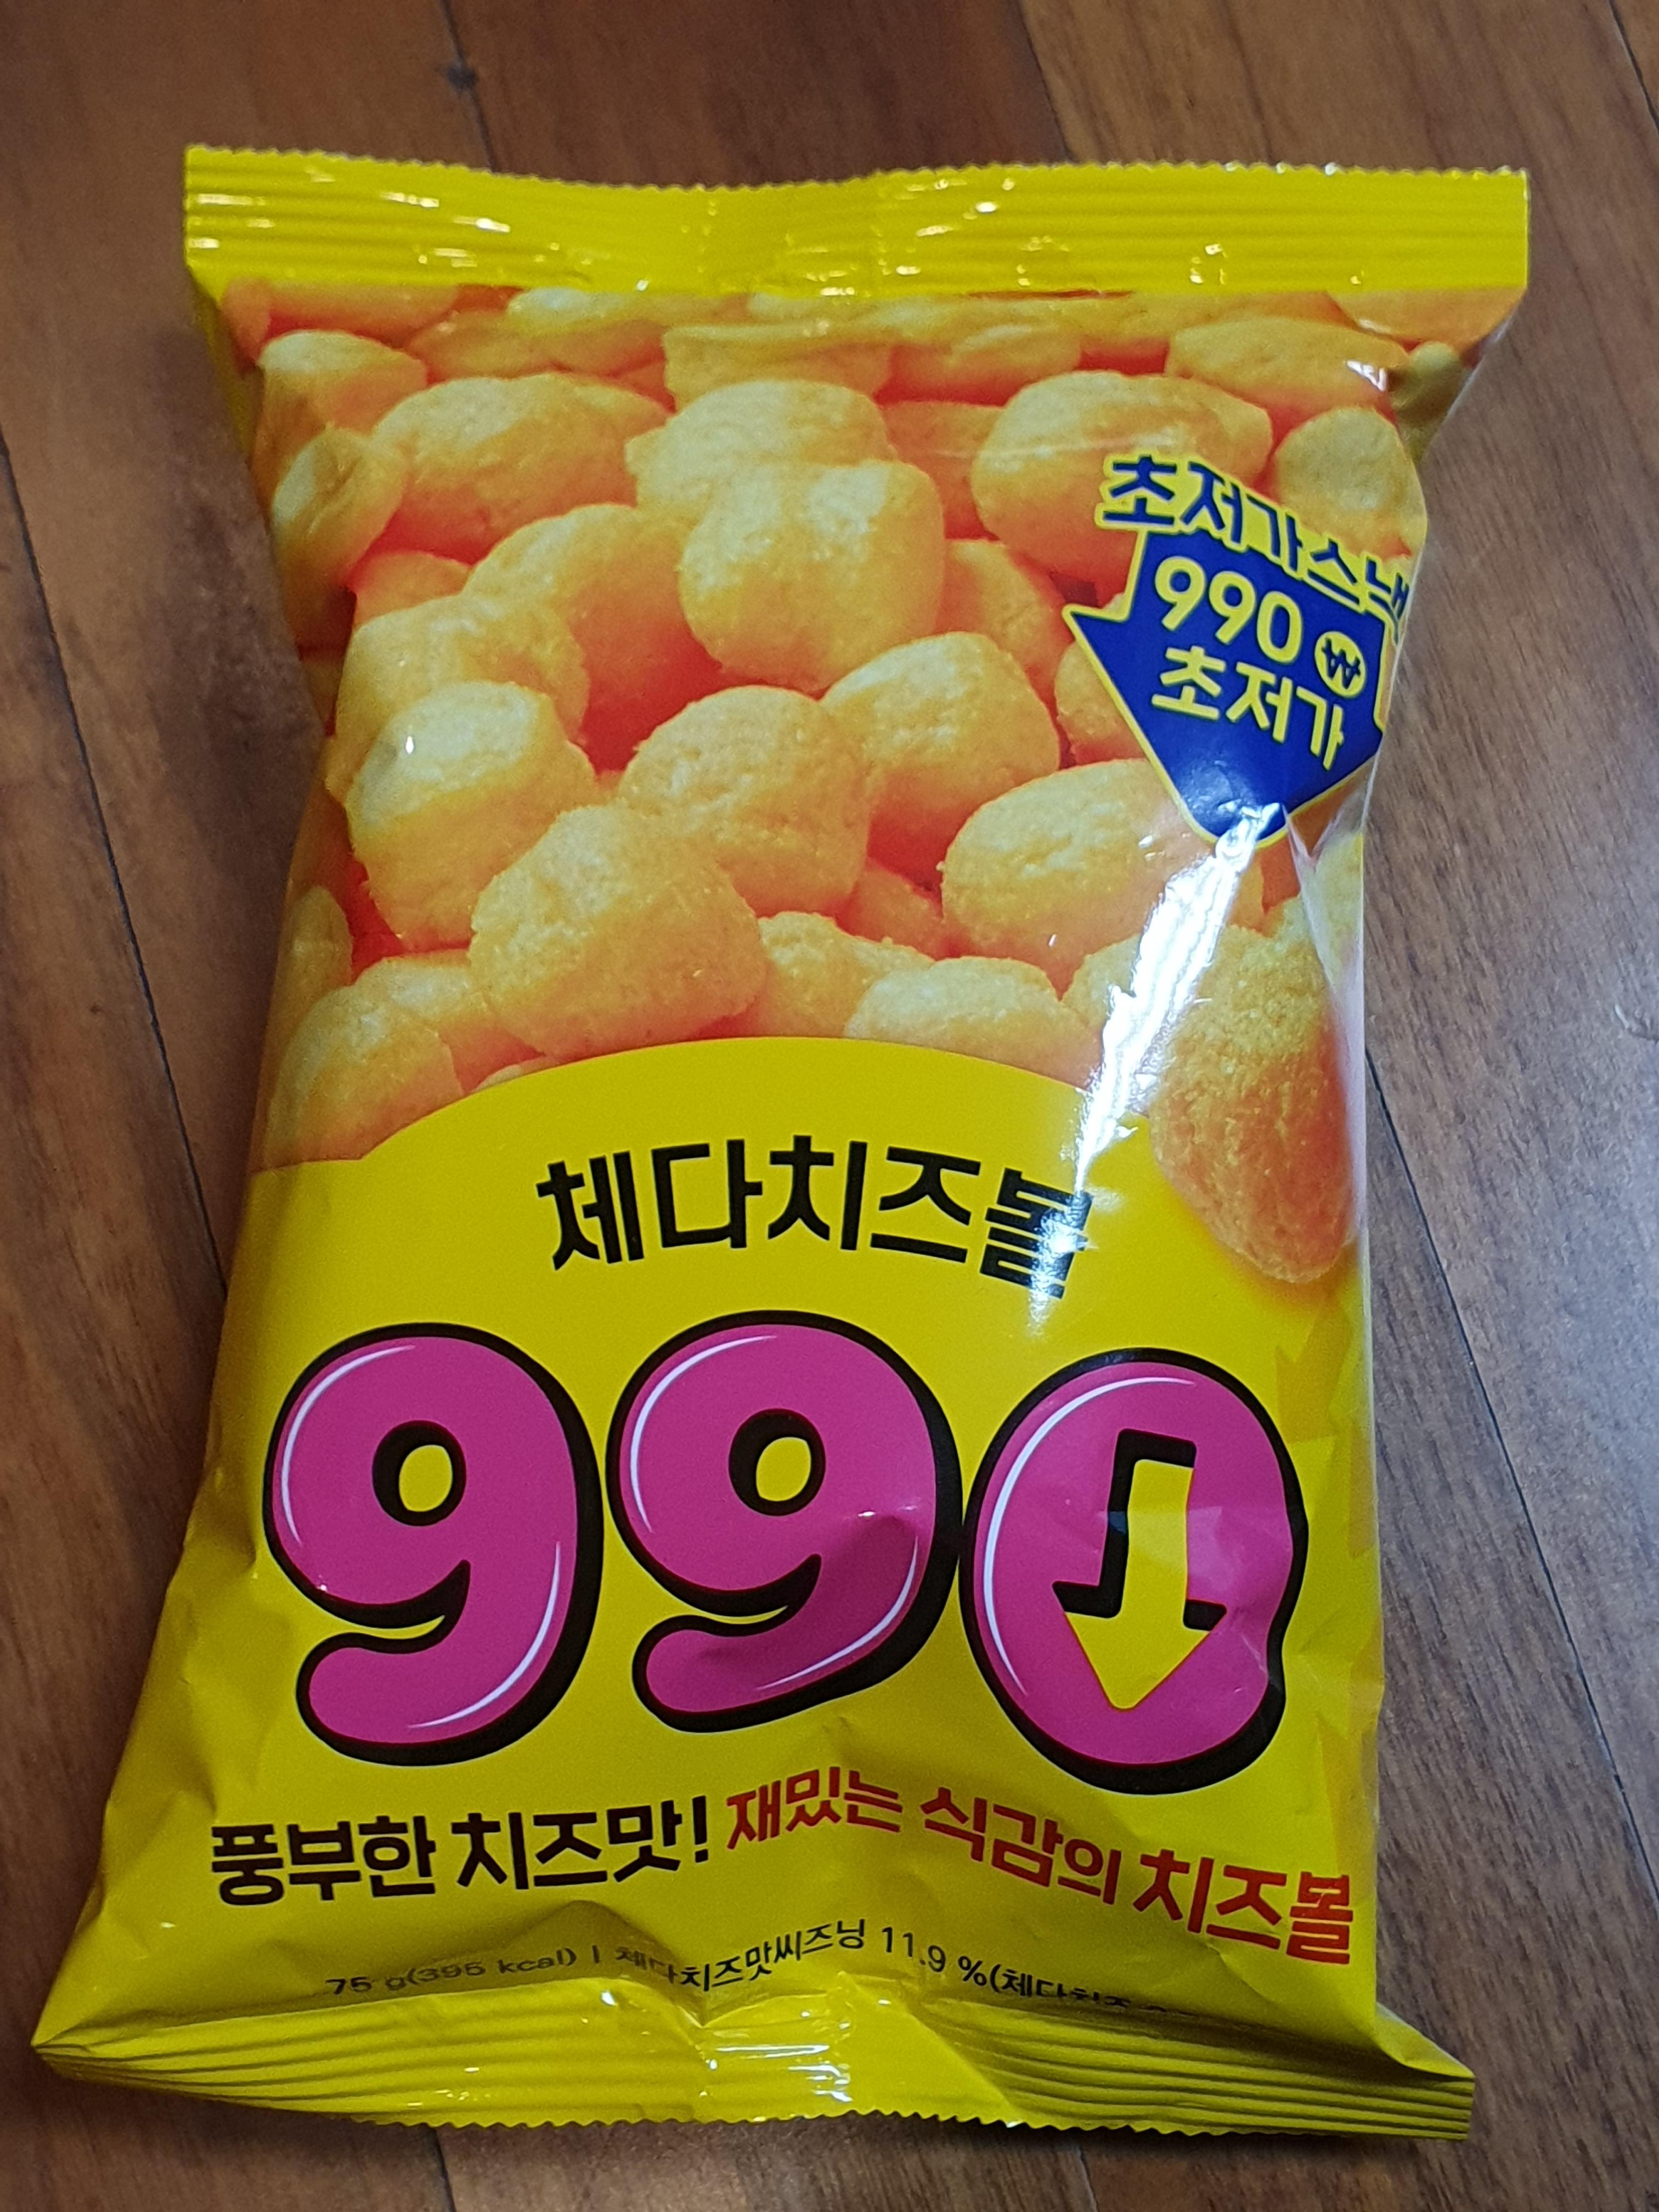 초저가스낵
990 ₩
초저가
체다치즈볼
990
풍부한 치즈맛! 재밌는 식감의 치즈볼
75 g(395 kcal) | 체다치즈맛씨즈닝 11.9 %(체다치즈